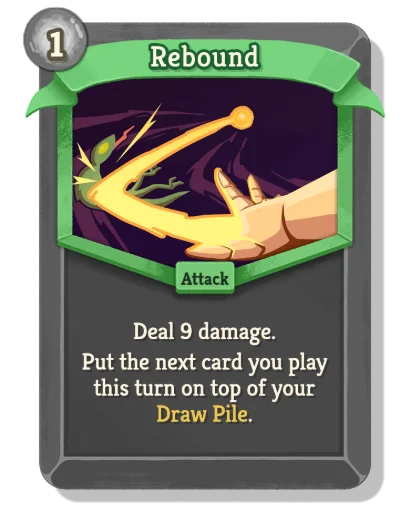 1
Rebound
Attack
Deal 9 damage.
Put the next card you play
this turn on top of your
Draw Pile.